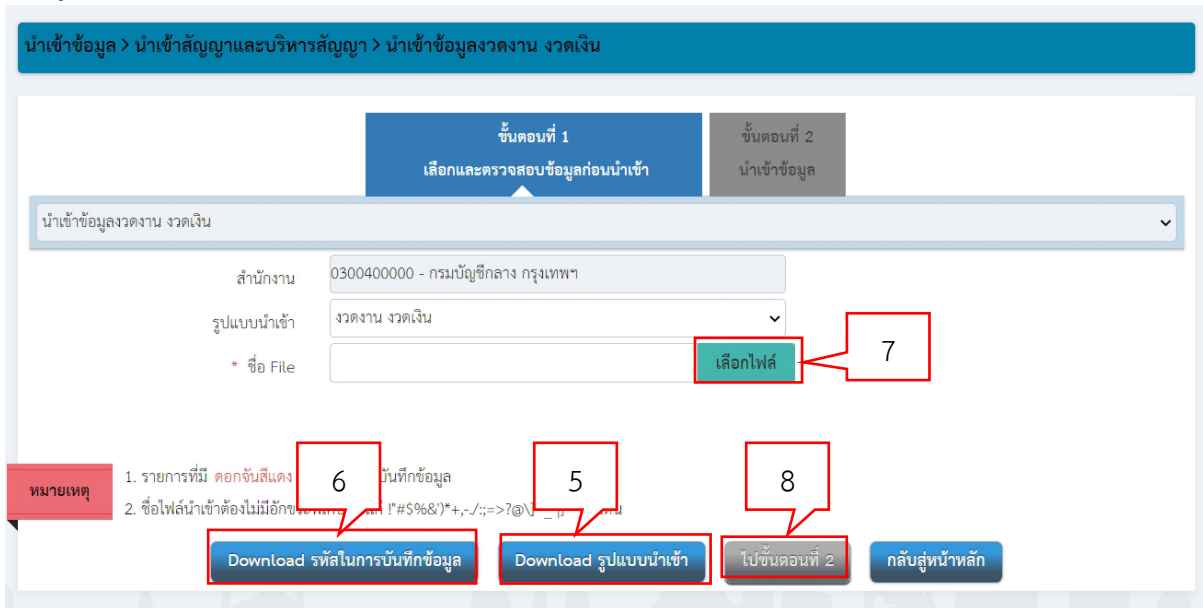 นำเข้าข้อมูล > นำเข้าสัญญาและบริหารสัญญา > นำเข้าข้อมูลงวดงาน งวดเงิน
ขั้นตอนที่ 1
เลือกและตรวจสอบข้อมูลก่อนนำเข้า
ขั้นตอนที่ 2
นำเข้าข้อมูล
นำเข้าข้อมูลงวดงาน งวดเงิน
สำนักงาน 0300400000 - กรมบัญชีกลาง กรุงเทพฯ
รูปแบบนำเข้า งวดงาน งวดเงิน
* ชื่อ File เลือกไฟล์
7
หมายเหตุ
1. รายการที่มี ดอกจันสีแดง บันทึกข้อมูล
2. ชื่อไฟล์นำเข้าต้องไม่มี !"#$%&')*+,-./:;=>?@\]
6
5
8
Download รหัสในการบันทึกข้อมูล Download รูปแบบนำเข้า ไปขั้นตอนที่ 2 กลับสู่หน้าหลัก